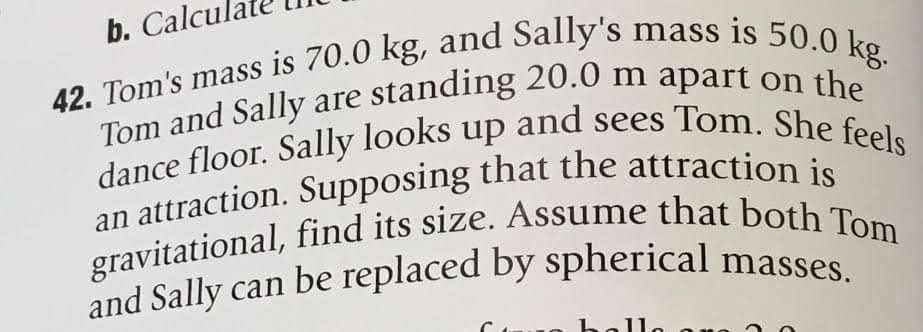 b. Calculate
42. Tom's mass is 70.0 kg, and Sally's mass is 50.0 kg.
Tom and Sally are standing 20.0 m apart on the
dance floor. Sally looks up and sees Tom. She feels
an attraction. Supposing that the attraction is
gravitational, find its size. Assume that both Tom
and Sally can be replaced by spherical masses.